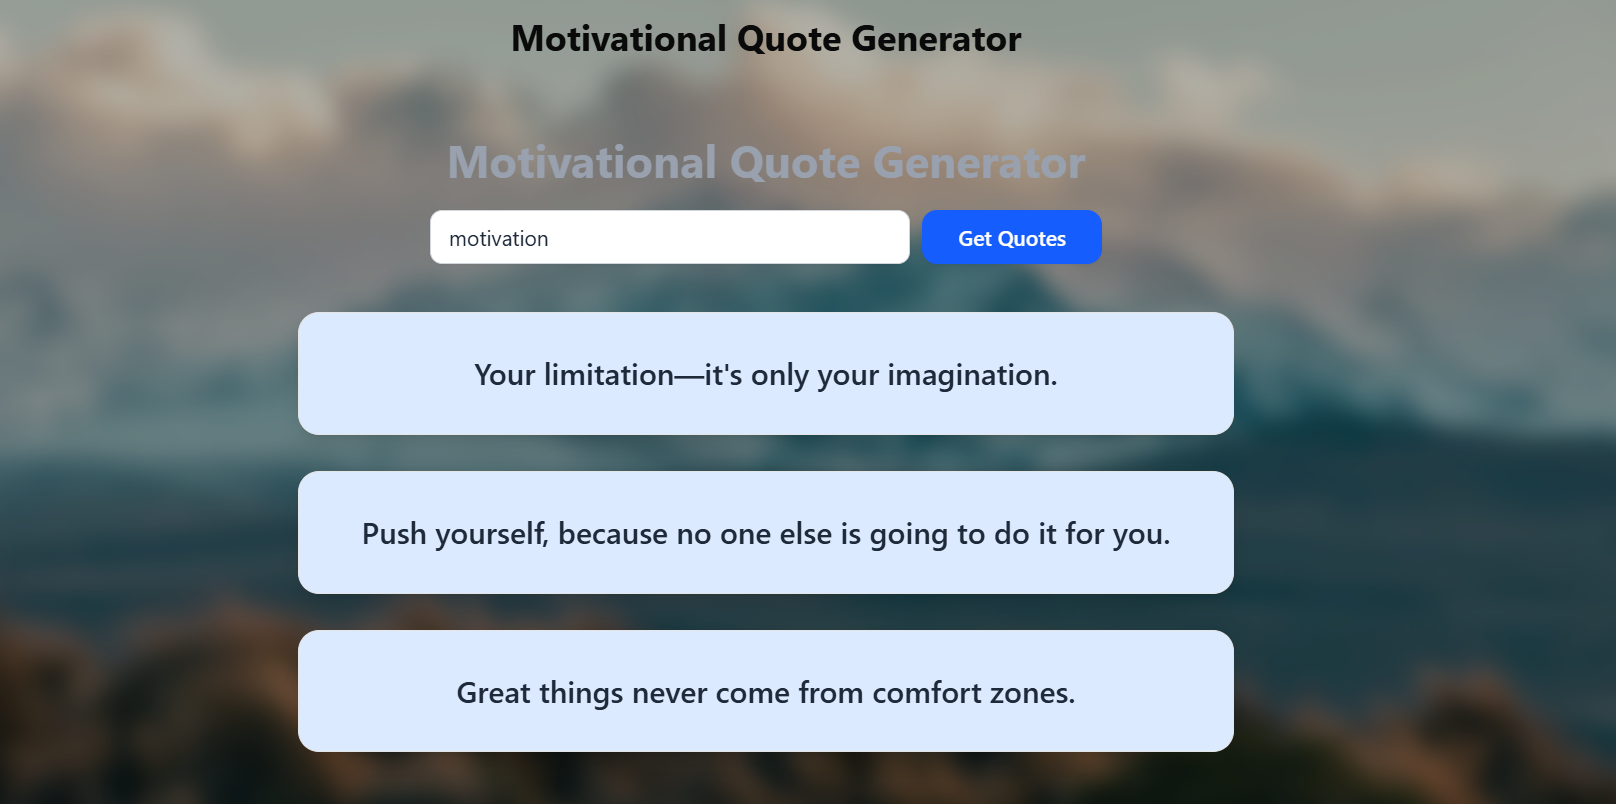 Motivational Quote Generator
Motivational Quote Generator
motivation
Get Quotes
Your limitation—it's only your imagination.
Push yourself, because no one else is going to do it for you.
Great things never come from comfort zones.